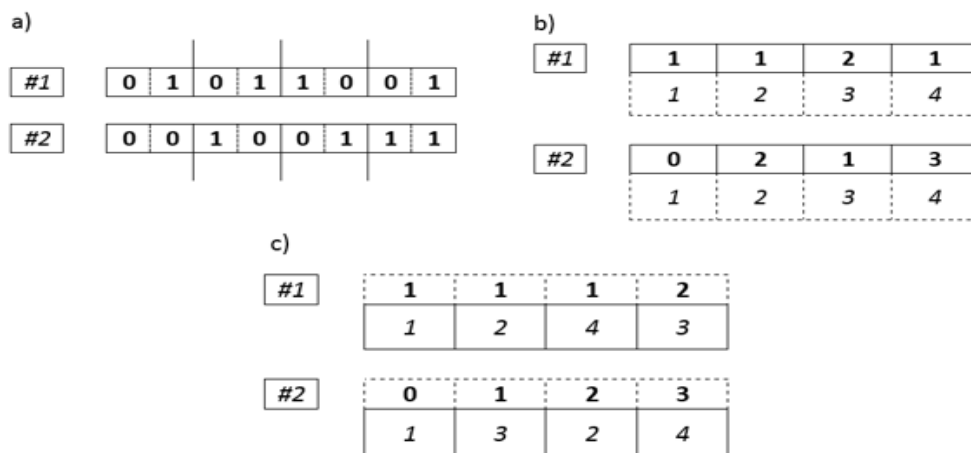 a)
#1 0 1 0 1 1 0 0 1
#2 0 0 1 0 0 1 1 1
b)
#1 1 1 2 1
1 2 3 4
#2 0 2 1 3
1 2 3 4
c)
#1 1 1 1 2
1 2 4 3
#2 0 1 2 3
1 3 2 4